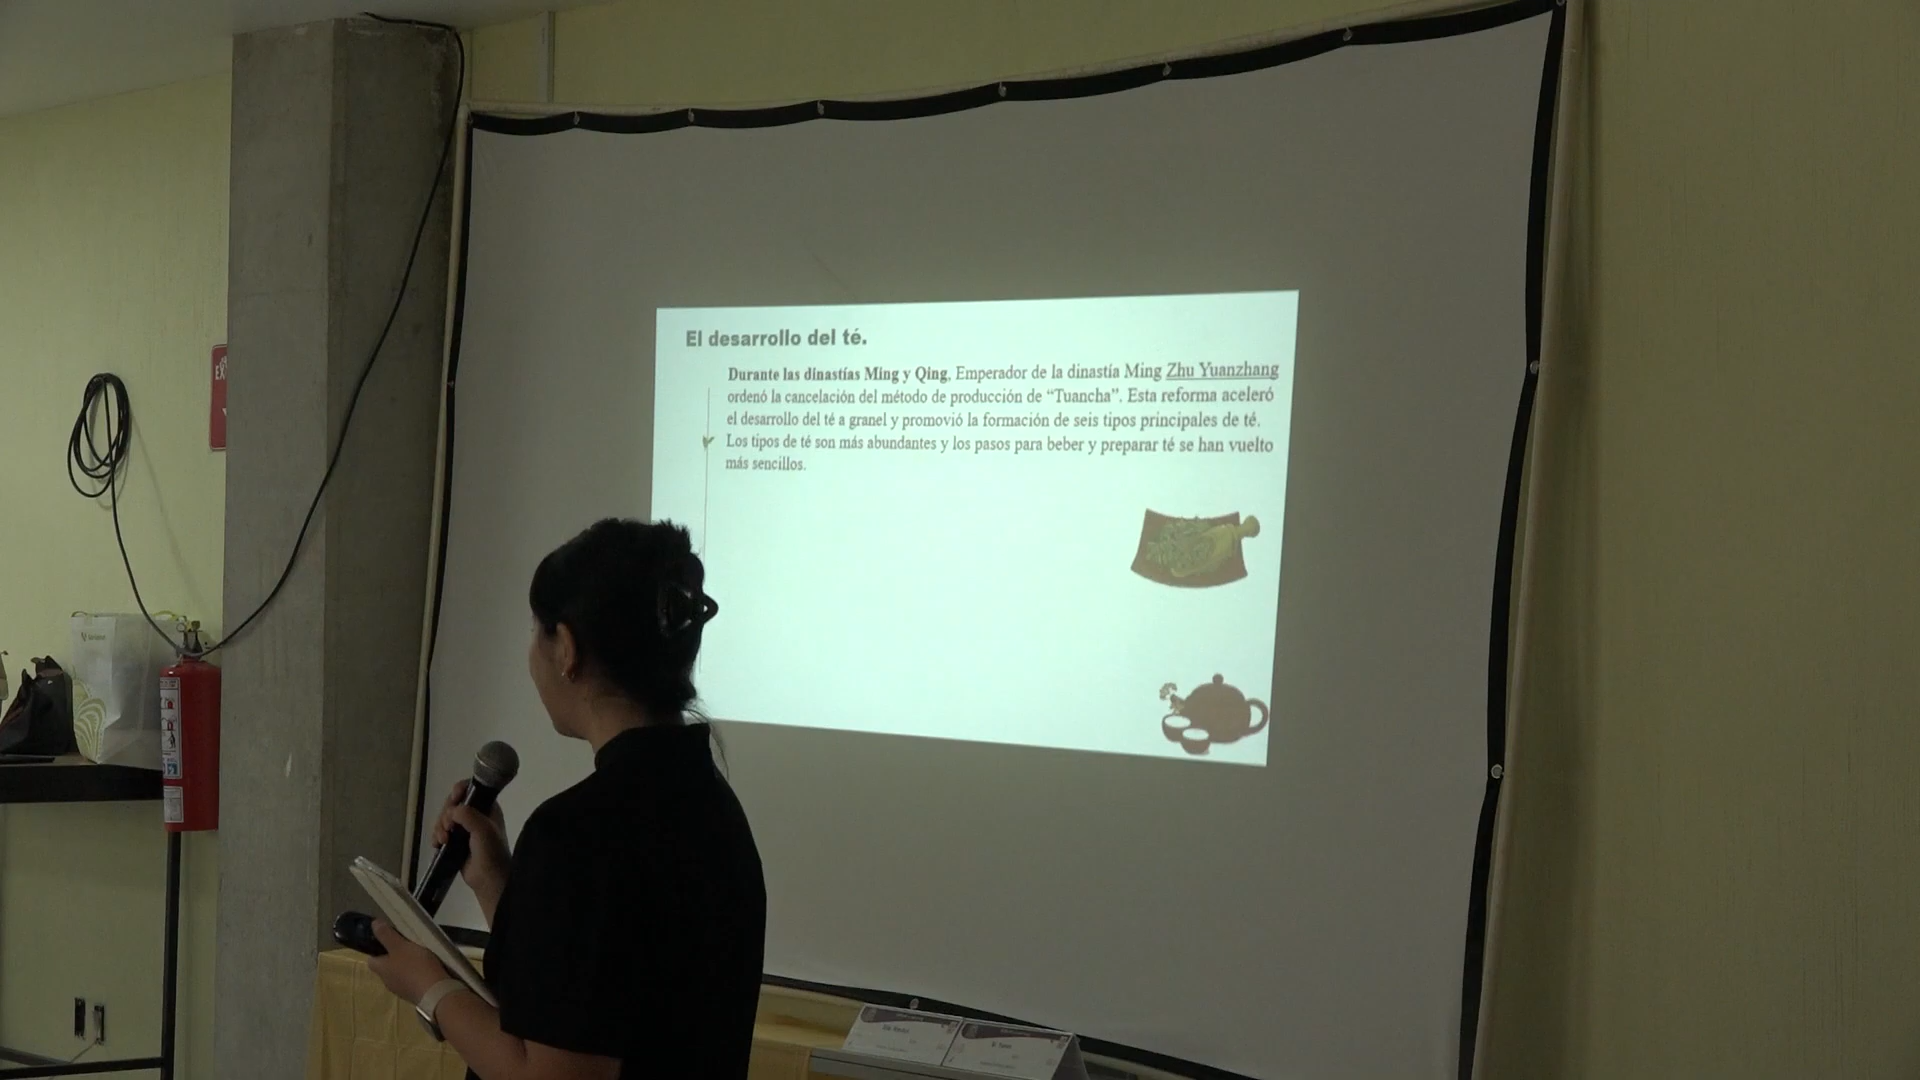 El desarrollo del té.
Durante las dinastías Ming y Qing, Emperador de la dinastía Ming Zhu Yuanzhang
ordenó la cancelación del método de producción de “Tuancha”. Esta reforma aceleró
el desarrollo del té a granel y promovió la formación de seis tipos principales de té.
Los tipos de té son más abundantes y los pasos para beber y preparar té se han vuelto
más sencillos.